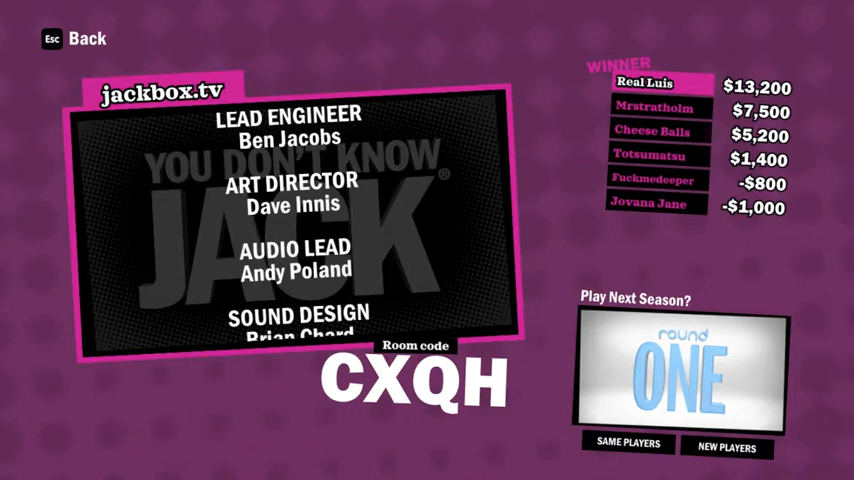 Esc Back
jackbox.tv
LEAD ENGINEER
Ben Jacobs
YOU DON'T KNOW
JACK®
ART DIRECTOR
Dave Innis
AUDIO LEAD
Andy Poland
SOUND DESIGN
Brian Chard
Room code
CXQH
WINNER
Real Luis $13,200
Mrstratholm $7,500
Cheese Balls $5,200
Totsumatsu $1,400
Fuckmedeeper -$800
Jovana Jane -$1,000
Play Next Season?
round
ONE
SAME PLAYERS NEW PLAYERS